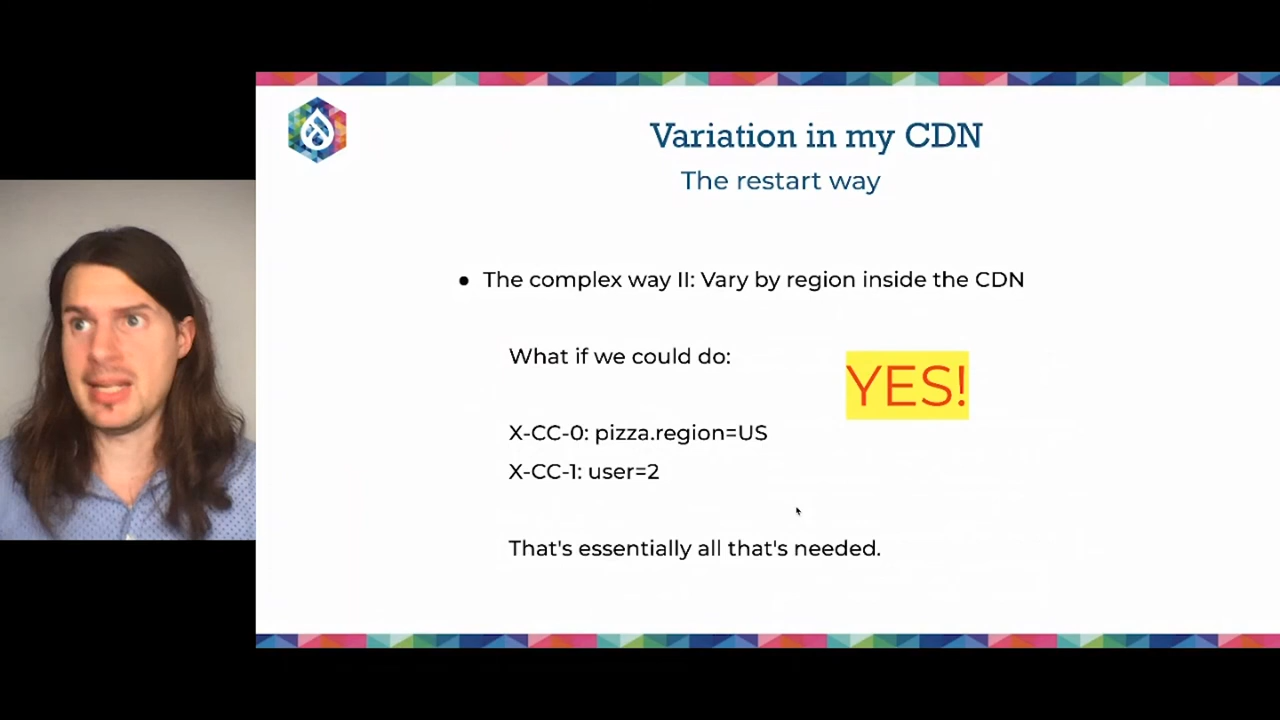 Variation in my CDN
The restart way
● The complex way II: Vary by region inside the CDN
What if we could do:
YES!
X-CC-0: pizza.region=US
X-CC-1: user=2
That's essentially all that's needed.